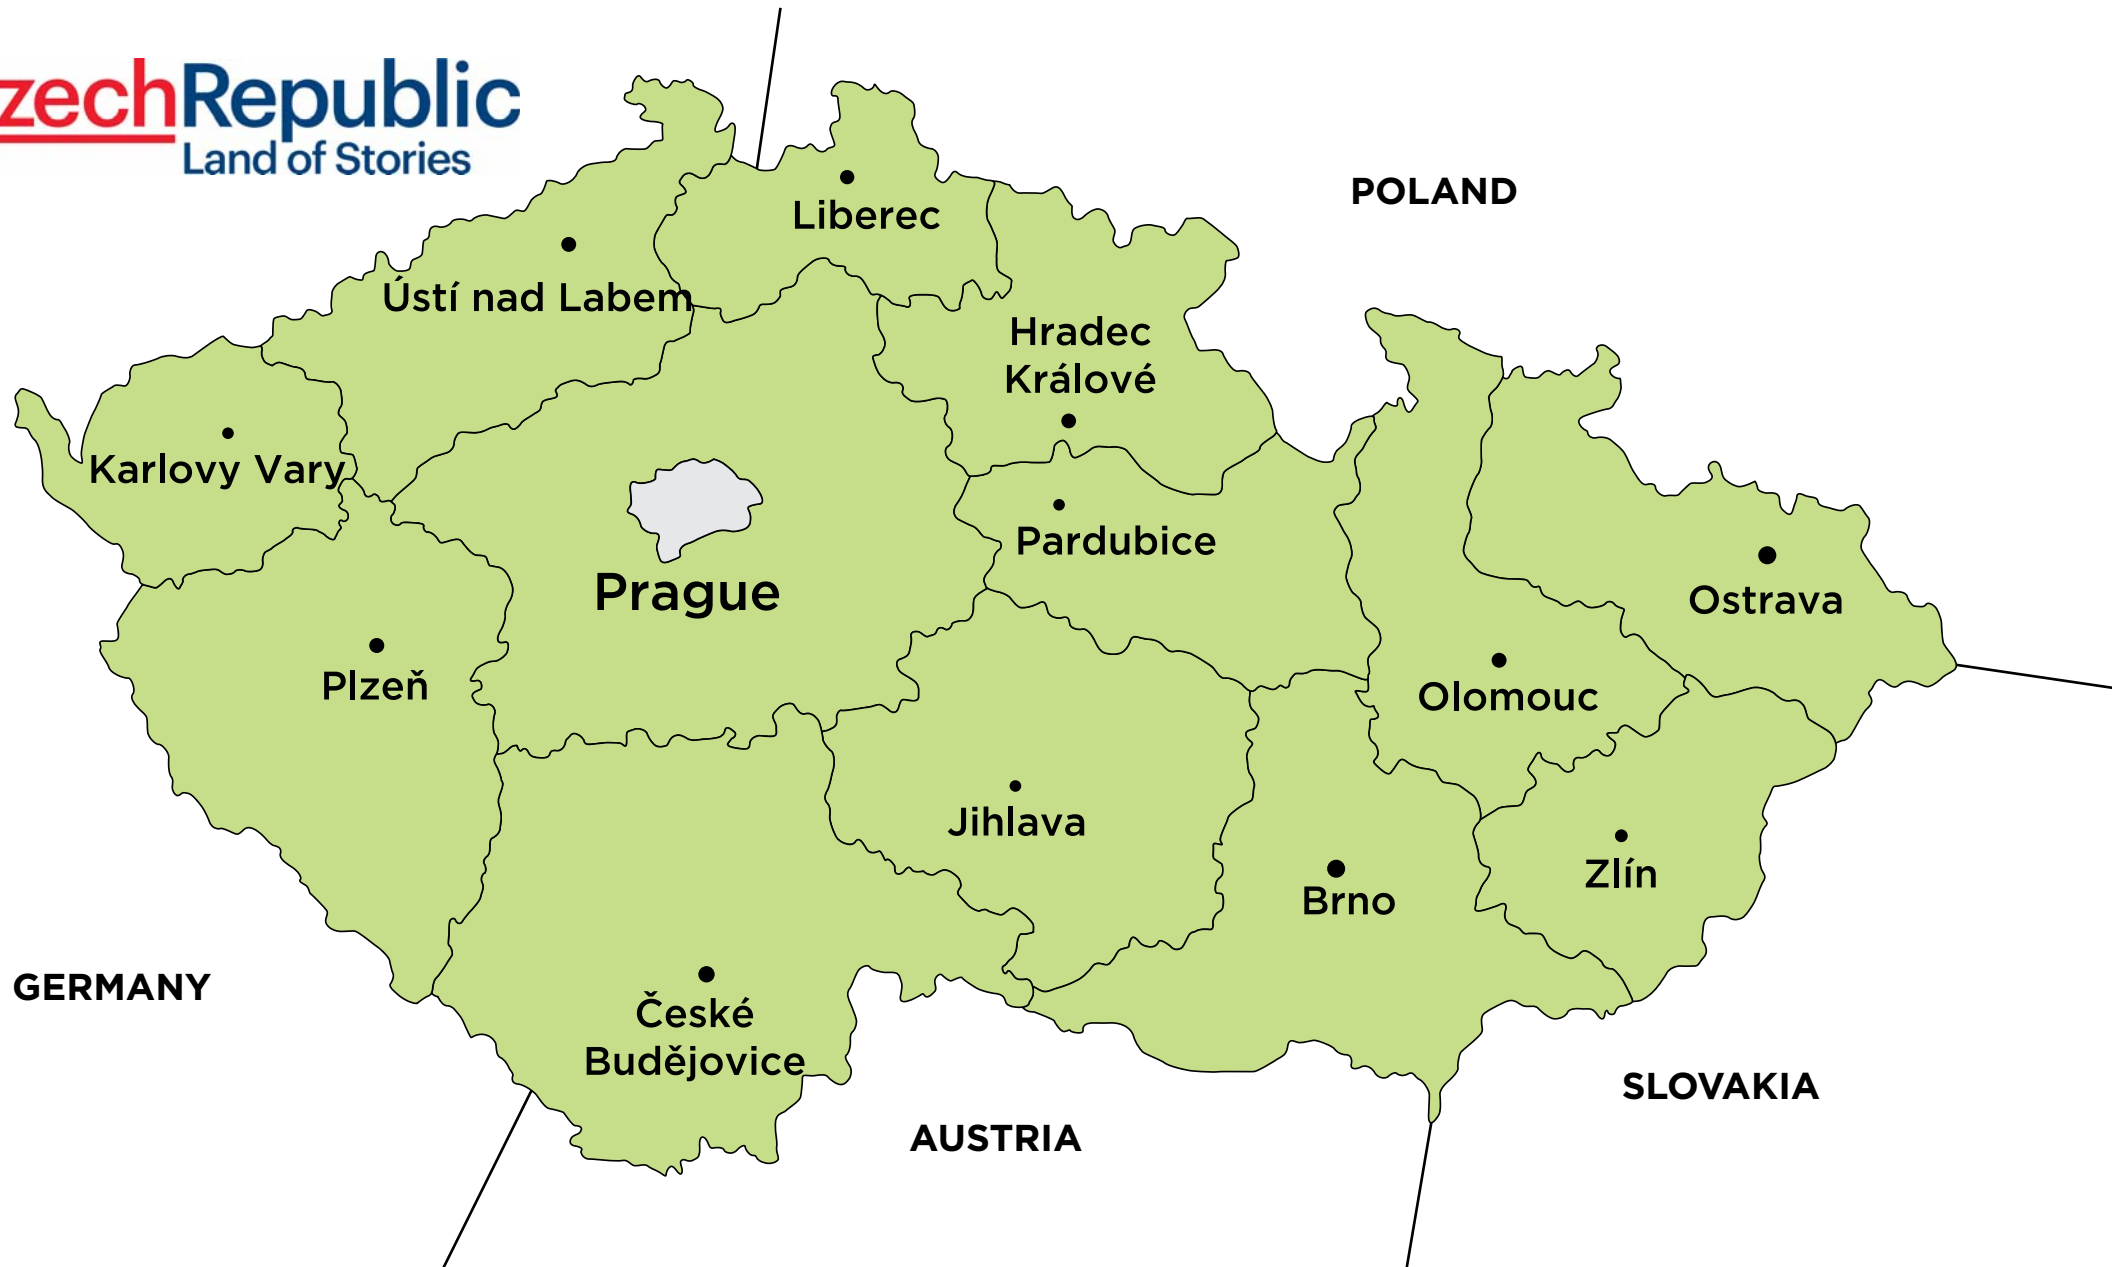 zechRepublic
Land of Stories
POLAND
Liberec
Ústí nad Labem
Hradec
Králové
Karlovy Vary
Pardubice
Prague
Ostrava
Plzeň
Olomouc
Jihlava
Zlín
Brno
GERMANY
České
Budějovice
SLOVAKIA
AUSTRIA